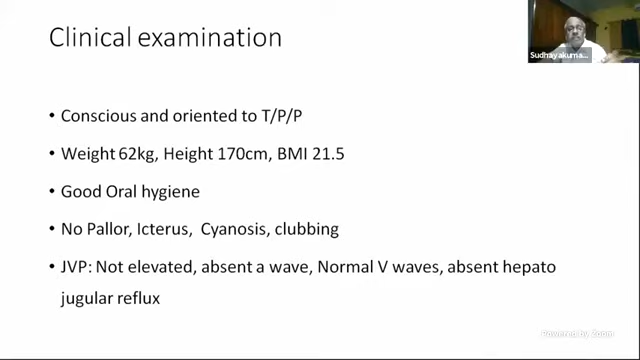 Clinical examination
Sudhayakuma...
• Conscious and oriented to T/P/P
• Weight 62kg, Height 170cm, BMI 21.5
• Good Oral hygiene
• No Pallor, Icterus, Cyanosis, clubbing
• JVP: Not elevated, absent a wave, Normal V waves, absent hepato
jugular reflux
Powered by Zoom